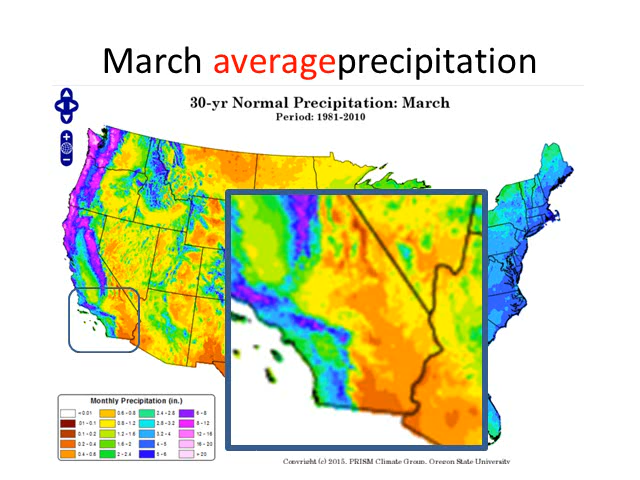 March averageprecipitation
30-yr Normal Precipitation: March
Period: 1981-2010
+
−
Monthly Precipitation (in.)
< 0.01
0.6 - 0.8
2.4 - 2.8
6 - 8
.01 - 0.1
0.8 - 1.2
2.8 - 3.2
8 - 12
0.1 - 0.2
1.2 - 1.6
3.2 - 4
12 - 16
0.2 - 0.4
1.6 - 2
4 - 5
16 - 20
0.4 - 0.6
2 - 2.4
5 - 6
> 20
Copyright (c) 2015, PRISM Climate Group, Oregon State University